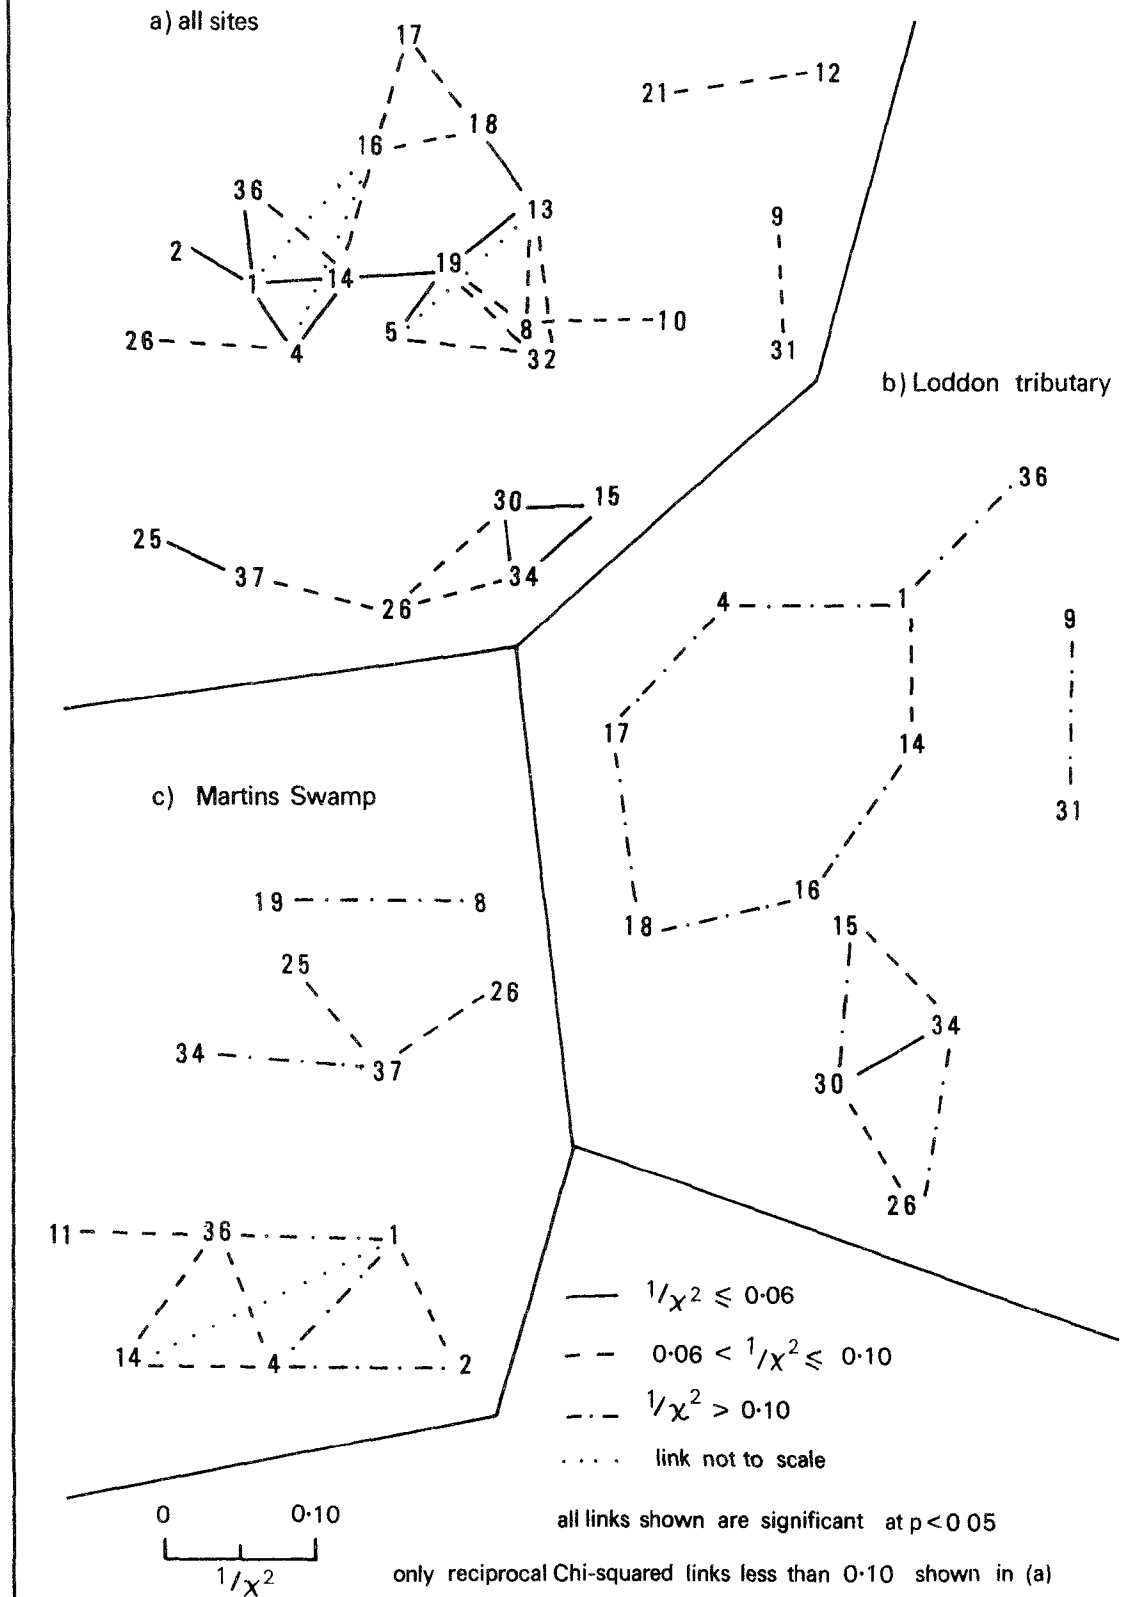 a) all sites
17
21 12
18
16
36
13
9
2
19
1 14
5 8 10
26 4 32
31
b) Loddon tributary
36
30 15
25
37 34
26
4 1
9
17
14
c) Martins Swamp
31
16
19 8
18 15
25
26
34
34 37
30
26
11 36 1
14 4 2
1/χ² ⩽ 0·06
0·06 < 1/χ² ⩽ 0·10
1/χ² > 0·10
link not to scale
0 0·10
1/χ²
all links shown are significant at p<0 05
only reciprocal Chi-squared links less than 0·10 shown in (a)